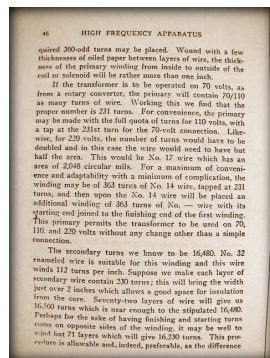 46 HIGH FREQUENCY APPARATUS
quired 360-odd turns may be placed. Wound with a few
thicknesses of oiled paper between layers of wire, the thick-
ness of the primary winding from inside to outside of the
coil or solenoid will be rather more than one inch.
If the transformer is to be operated on 70 volts, as
from a rotary converter, the primary will contain 70/110
as many turns of wire. Working this we find that the
proper number is 231 turns. For convenience, the primary
may be made with the full quota of turns for 110 volts, with
a tap at the 231st turn for the 70-volt connection. Like-
wise, for 220 volts, the number of turns would have to be
doubled and in this case the wire would need to have but
half the area. This would be No. 17 wire which has an
area of 2,048 circular mils. For a maximum of conveni-
ence and adaptability with a minimum of complication, the
winding may be of 363 turns of No. 14 wire, tapped at 231
turns, and then upon the No. 14 wire will be placed an
additional winding of 363 turns of No. — wire with its
starting end joined to the finishing end of the first winding.
This primary permits the transformer to be used on 70,
110, and 220 volts without any change other than a simple
connection.
The secondary turns we know to be 16,480. No. 32
enameled wire is suitable for this winding and this wire
winds 112 turns per inch. Suppose we make each layer of
secondary wire contain 230 turns; this will bring the width
just over 2 inches which allows a good space for insulation
from the core. Seventy-two layers of wire will give us
16,560 turns which is near enough to the stipulated 16,480.
Perhaps for the sake of having finishing and starting turns
come on opposite sides of the winding, it may be well to
wind but 71 layers which will give 16,230 turns. This pro-
cedure is allowable and, indeed, preferable, as the difference